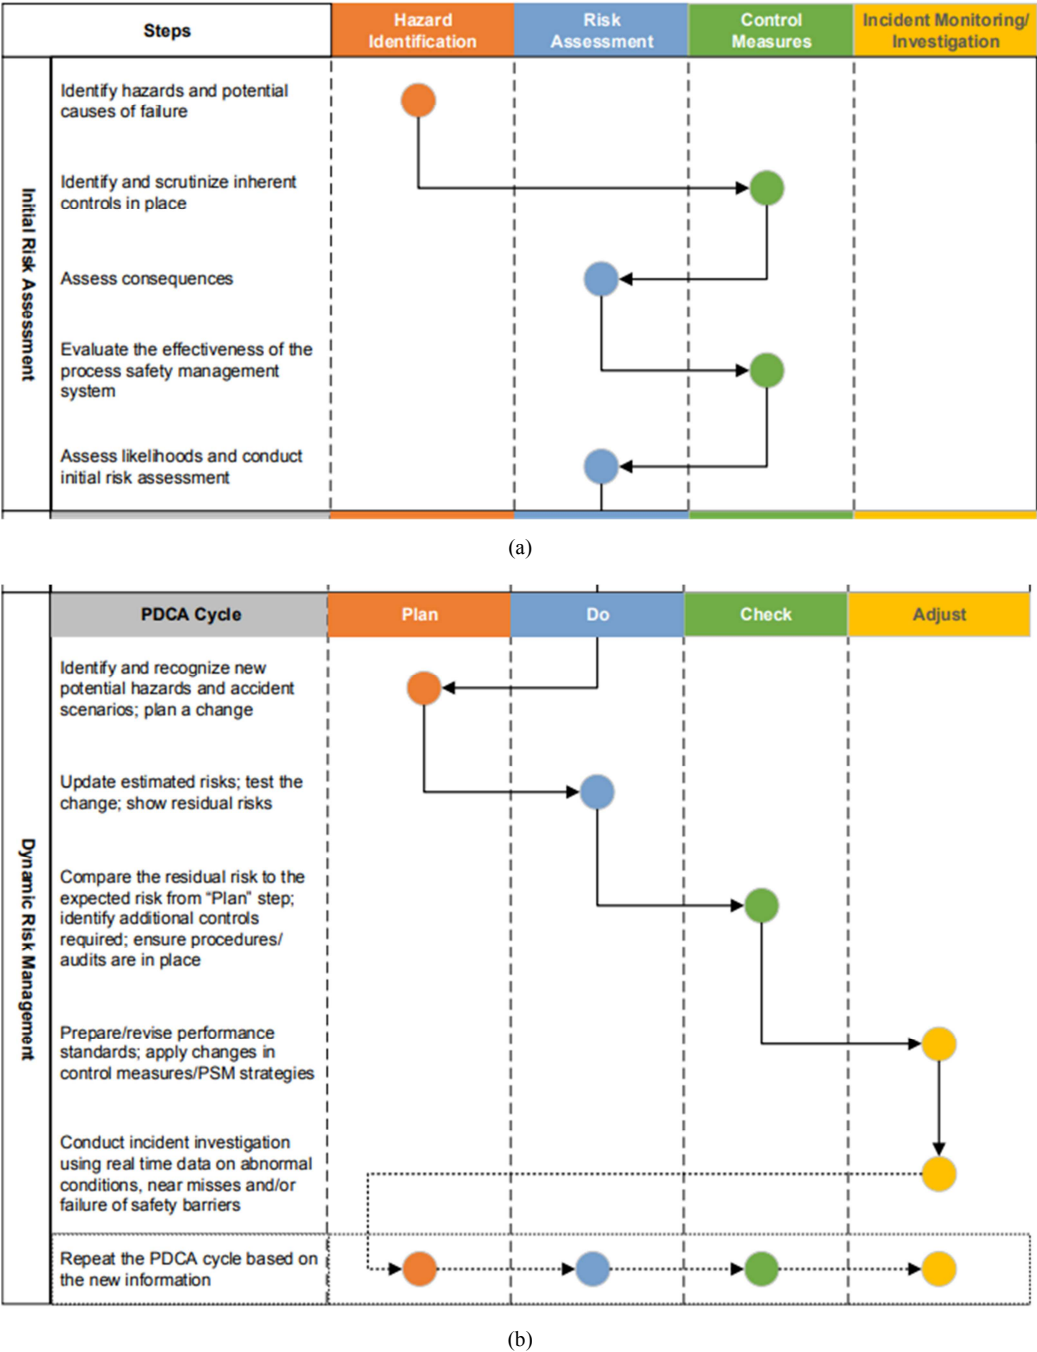 Steps
Hazard
Identification
Risk
Assessment
Control
Measures
Incident Monitoring/
Investigation
Initial Risk Assessment
Identify hazards and potential
causes of failure
Identify and scrutinize inherent
controls in place
Assess consequences
Evaluate the effectiveness of the
process safety management
system
Assess likelihoods and conduct
initial risk assessment
(a)
PDCA Cycle
Plan
Do
Check
Adjust
Dynamic Risk Management
Identify and recognize new
potential hazards and accident
scenarios; plan a change
Update estimated risks; test the
change; show residual risks
Compare the residual risk to the
expected risk from “Plan” step;
identify additional controls
required; ensure procedures/
audits are in place
Prepare/revise performance
standards; apply changes in
control measures/PSM strategies
Conduct incident investigation
using real time data on abnormal
conditions, near misses and/or
failure of safety barriers
Repeat the PDCA cycle based on
the new information
(b)